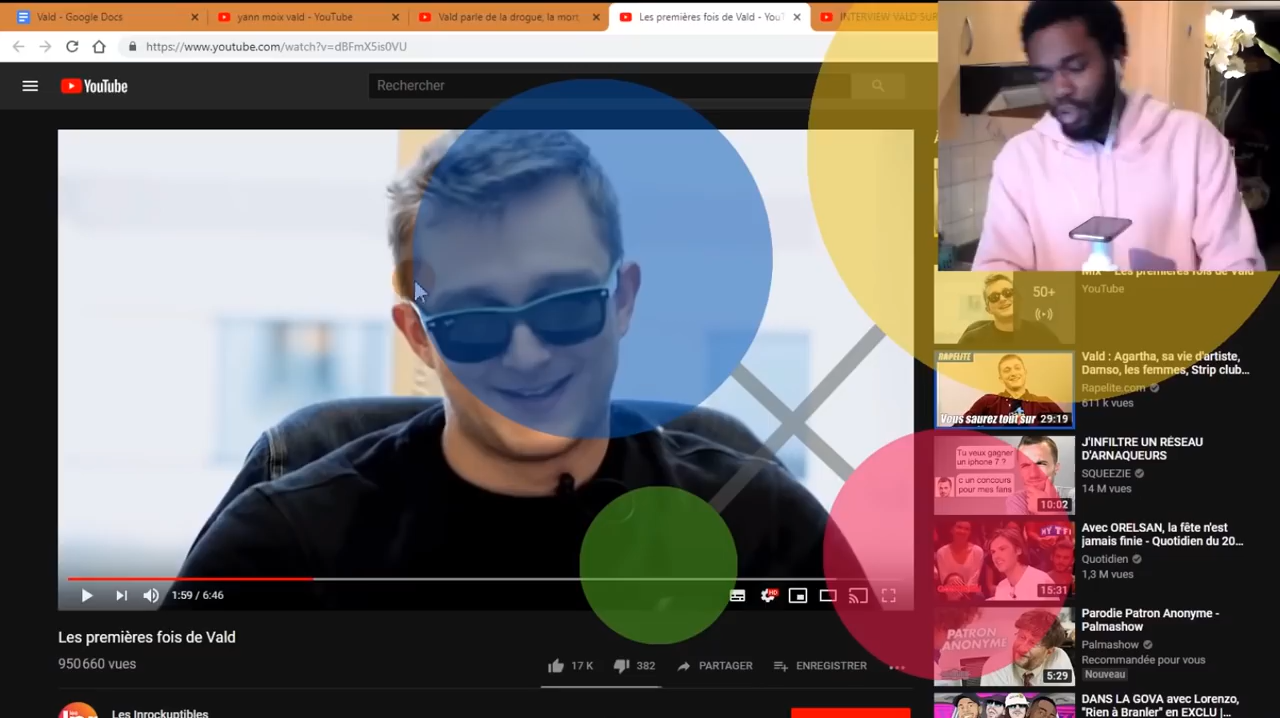 Vald - Google Docs
yann moix vald - YouTube
Vald parle de la drogue, la mort
Les premières fois de Vald - You
INTERVIEW VALD SUR
https://www.youtube.com/watch?v=dBFmX5is0VU
YouTube
Rechercher
Mix - Les premières fois de Vald
YouTube
50+
RAPELITE
Vous saurez tout sur
29:19
Vald : Agartha, sa vie d'artiste,
Damso, les femmes, Strip club...
Rapelite.com
611 k vues
Tu veux gagner
un iphone 7 ?
c un concours
pour mes fans
10:02
J'INFILTRE UN RÉSEAU
D'ARNAQUEURS
SQUEEZIE
14 M vues
15:31
Avec ORELSAN, la fête n'est
jamais finie - Quotidien du 20...
Quotidien
1,3 M vues
PATRON
ANONYME
5:29
Parodie Patron Anonyme -
Palmashow
Palmashow
Recommandée pour vous
Nouveau
DANS LA GOVA avec Lorenzo,
"Rien à Branler" en EXCLU |...
1:59 / 6:46
HD
Les premières fois de Vald
950 660 vues
17 K
382
PARTAGER
ENREGISTRER
Les Inrockuptibles